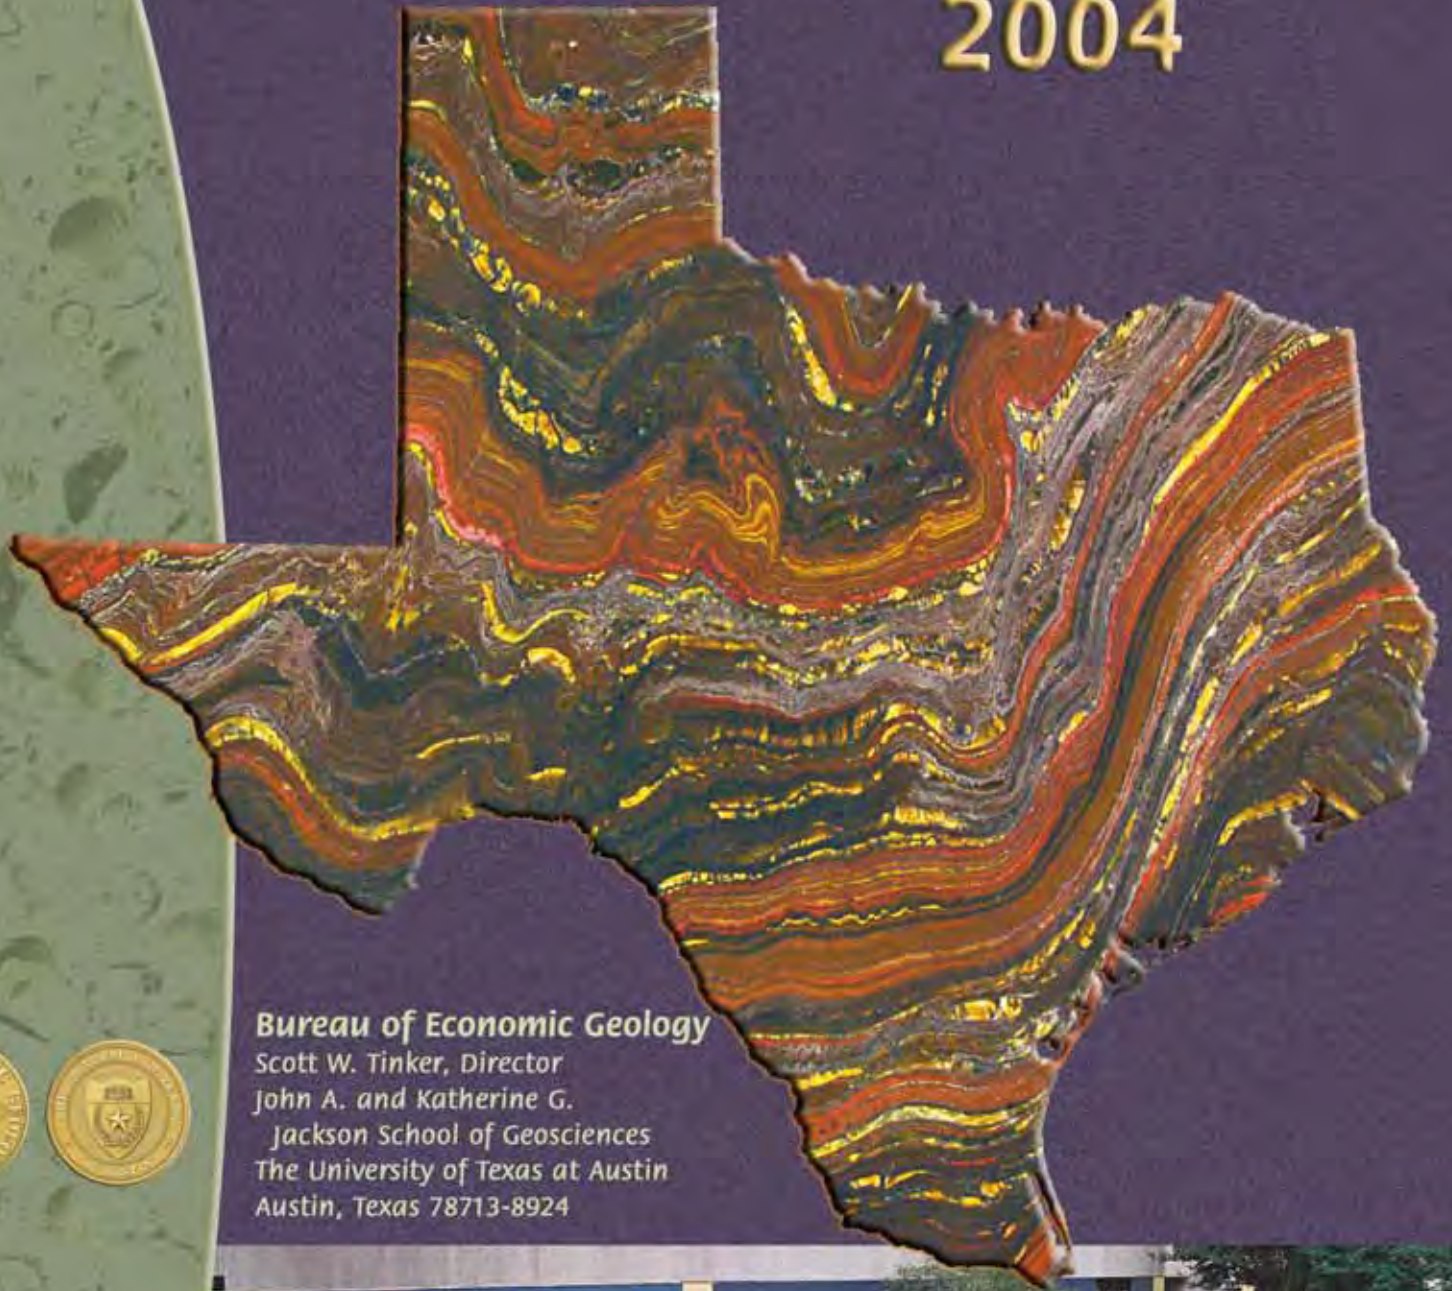 2004
Bureau of Economic Geology
Scott W. Tinker, Director
John A. and Katherine G.
Jackson School of Geosciences
The University of Texas at Austin
Austin, Texas 78713-8924